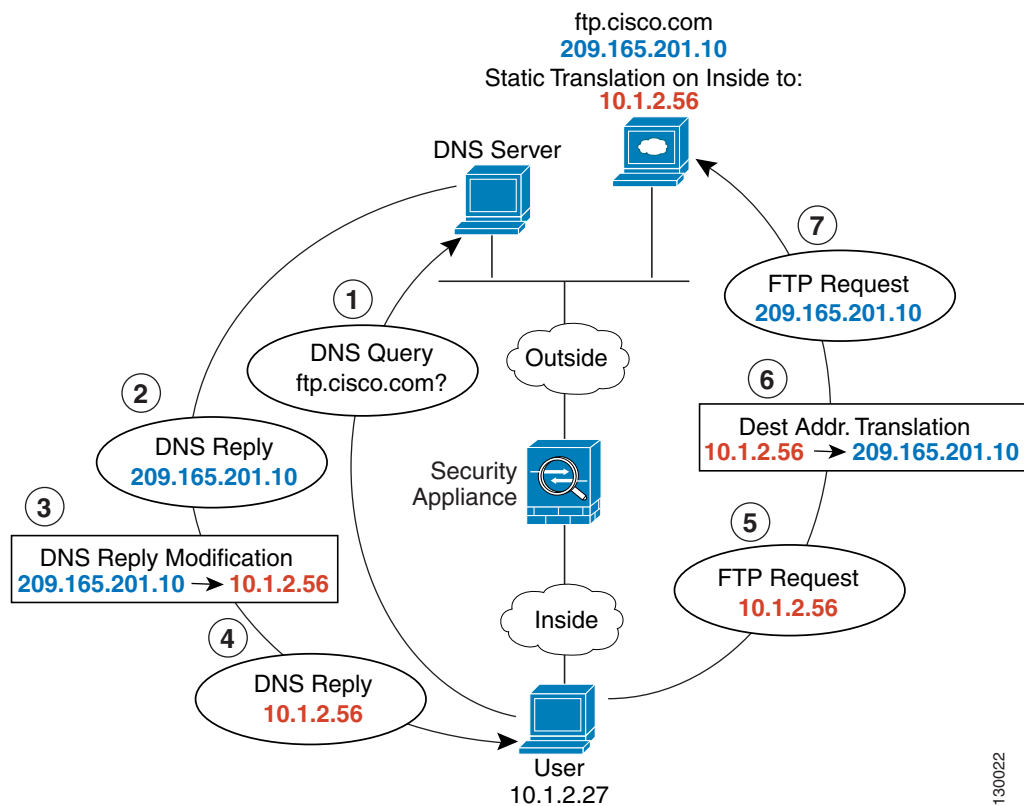 ftp.cisco.com
209.165.201.10
Static Translation on Inside to:
10.1.2.56
DNS Server
7
FTP Request
209.165.201.10
1
DNS Query
ftp.cisco.com?
Outside
2
DNS Reply
209.165.201.10
6
Dest Addr. Translation
10.1.2.56 → 209.165.201.10
Security
Appliance
3
DNS Reply Modification
209.165.201.10 → 10.1.2.56
5
FTP Request
10.1.2.56
Inside
4
DNS Reply
10.1.2.56
User
10.1.2.27
130022